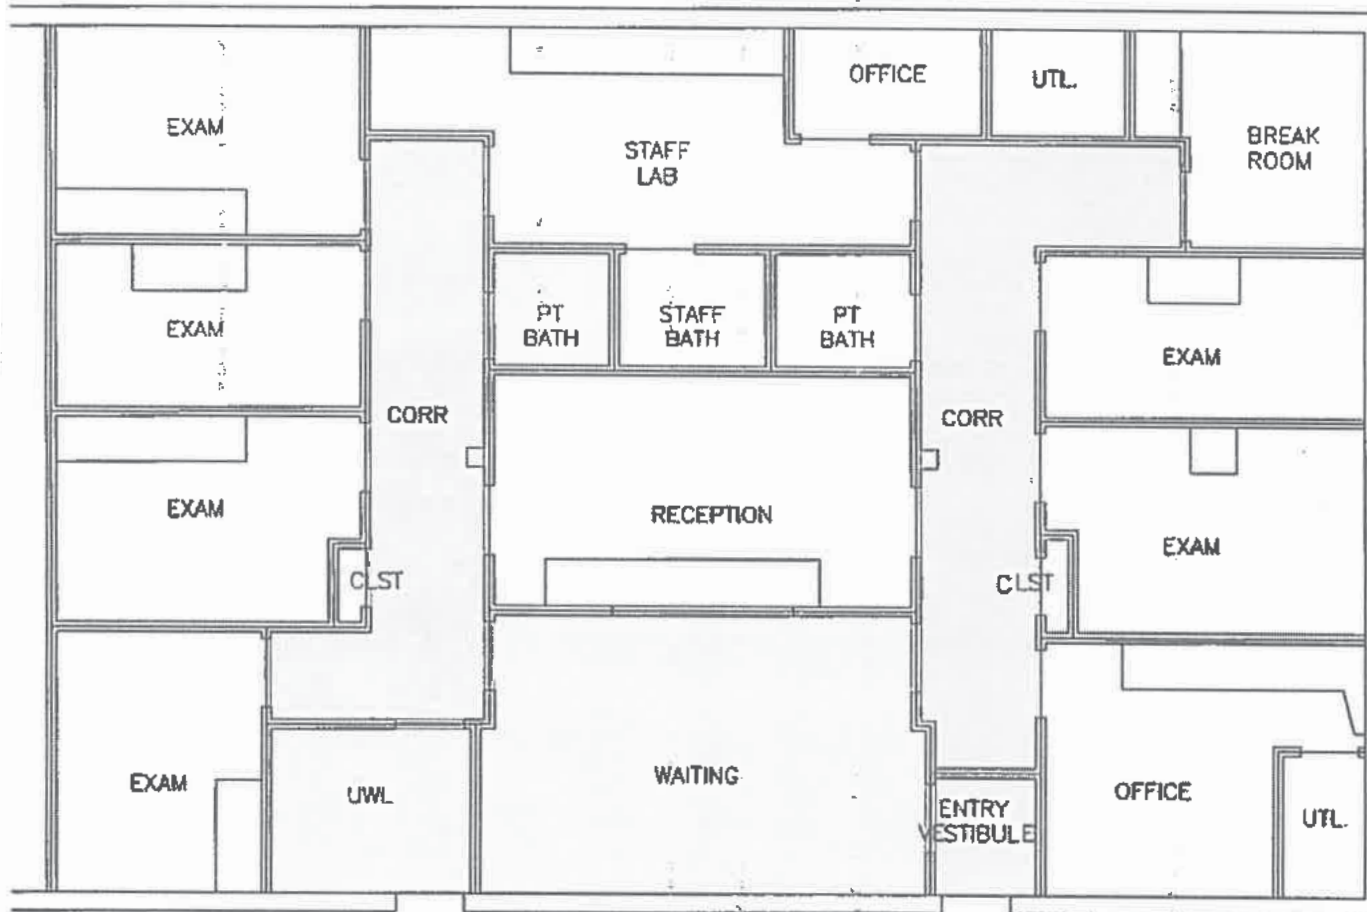 OFFICE
UTL.
EXAM
BREAK
ROOM
STAFF
LAB
EXAM
PT
BATH
STAFF
BATH
PT
BATH
EXAM
CORR
CORR
EXAM
RECEPTION
EXAM
CLST
CLST
EXAM
UWL
WAITING
ENTRY
VESTIBULE
OFFICE
UTL.